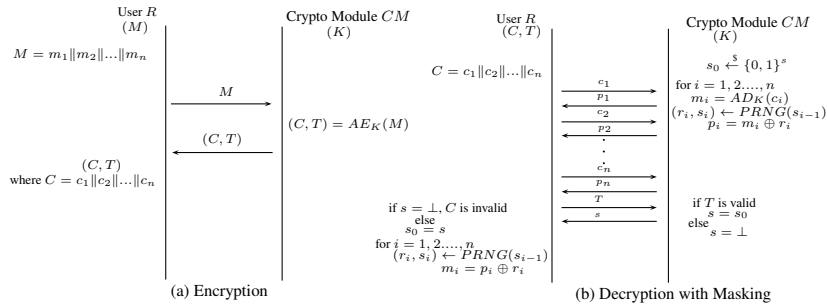 User R
(M)
Crypto Module CM
(K)
M = m₁‖m₂‖...‖mₙ
M
(C, T) = AE_K(M)
(C, T)
(C, T)
where C = c₁‖c₂‖...‖cₙ
(a) Encryption
User R
(C, T)
Crypto Module CM
(K)
s₀ ←$ {0, 1}ˢ
C = c₁‖c₂‖...‖cₙ
c₁
for i = 1, 2...., n
p₁
mᵢ = AD_K(cᵢ)
c₂
(rᵢ, sᵢ) ← PRNG(sᵢ₋₁)
p₂
pᵢ = mᵢ ⊕ rᵢ
.
.
.
cₙ
pₙ
T
if T is valid
s = s₀
s
else
s = ⊥
if s = ⊥, C is invalid
else
s₀ = s
for i = 1, 2...., n
(rᵢ, sᵢ) ← PRNG(sᵢ₋₁)
mᵢ = pᵢ ⊕ rᵢ
(b) Decryption with Masking